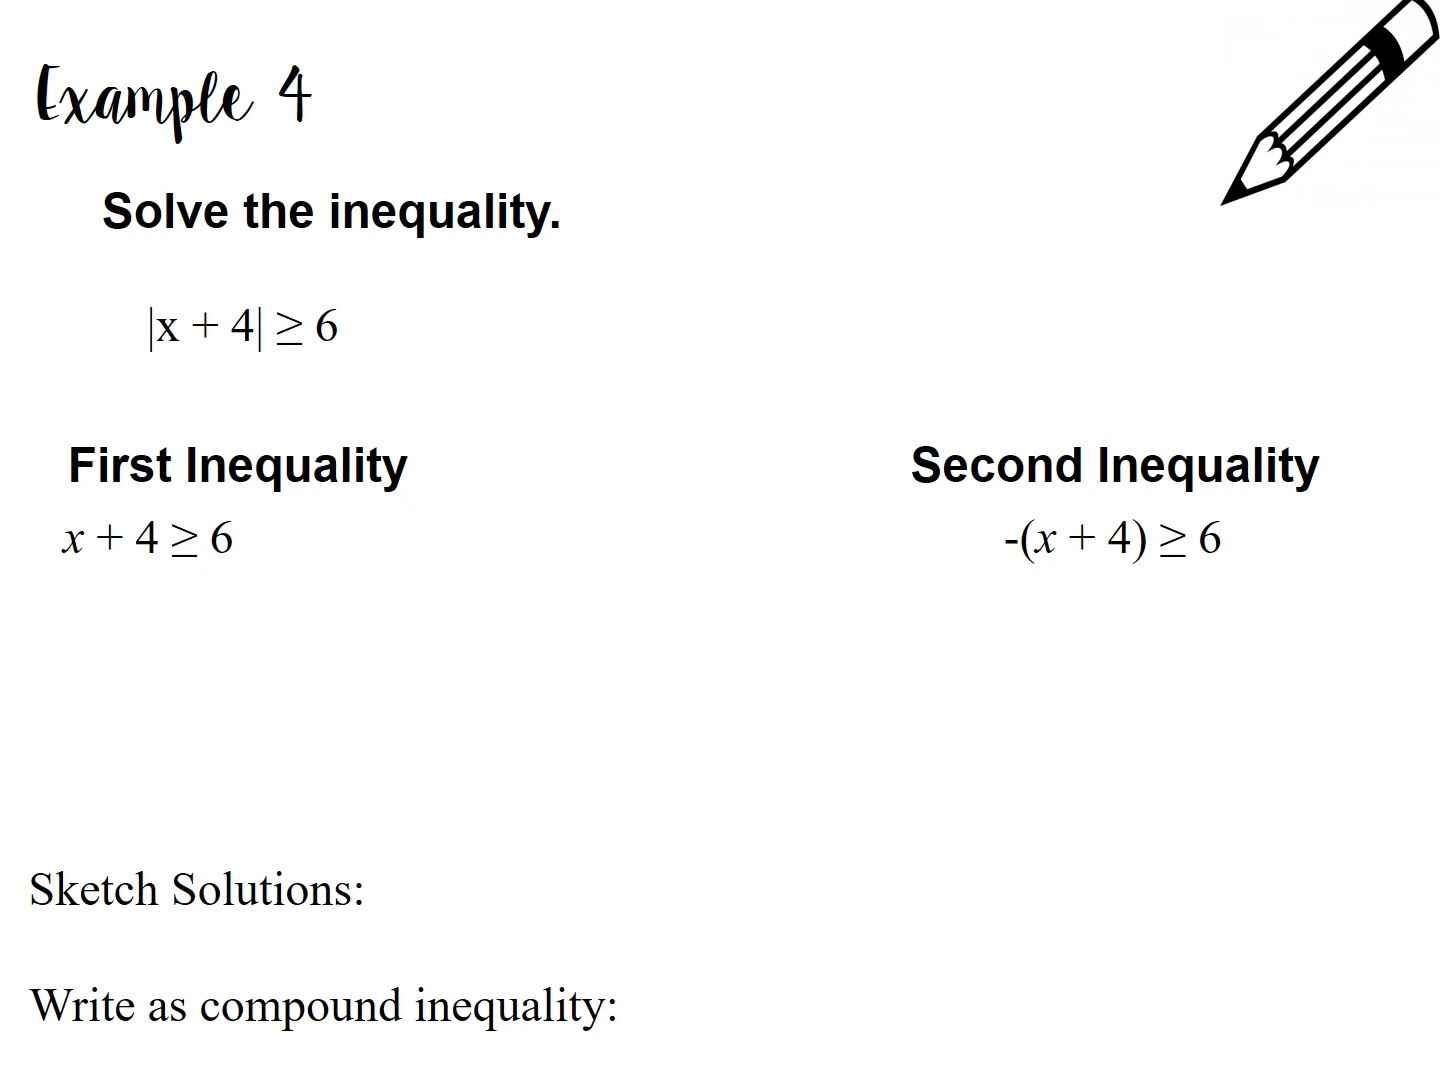 Example 4
Solve the inequality.
|x + 4| ≥ 6
First Inequality
Second Inequality
x + 4 ≥ 6
-(x + 4) ≥ 6
Sketch Solutions:
Write as compound inequality: